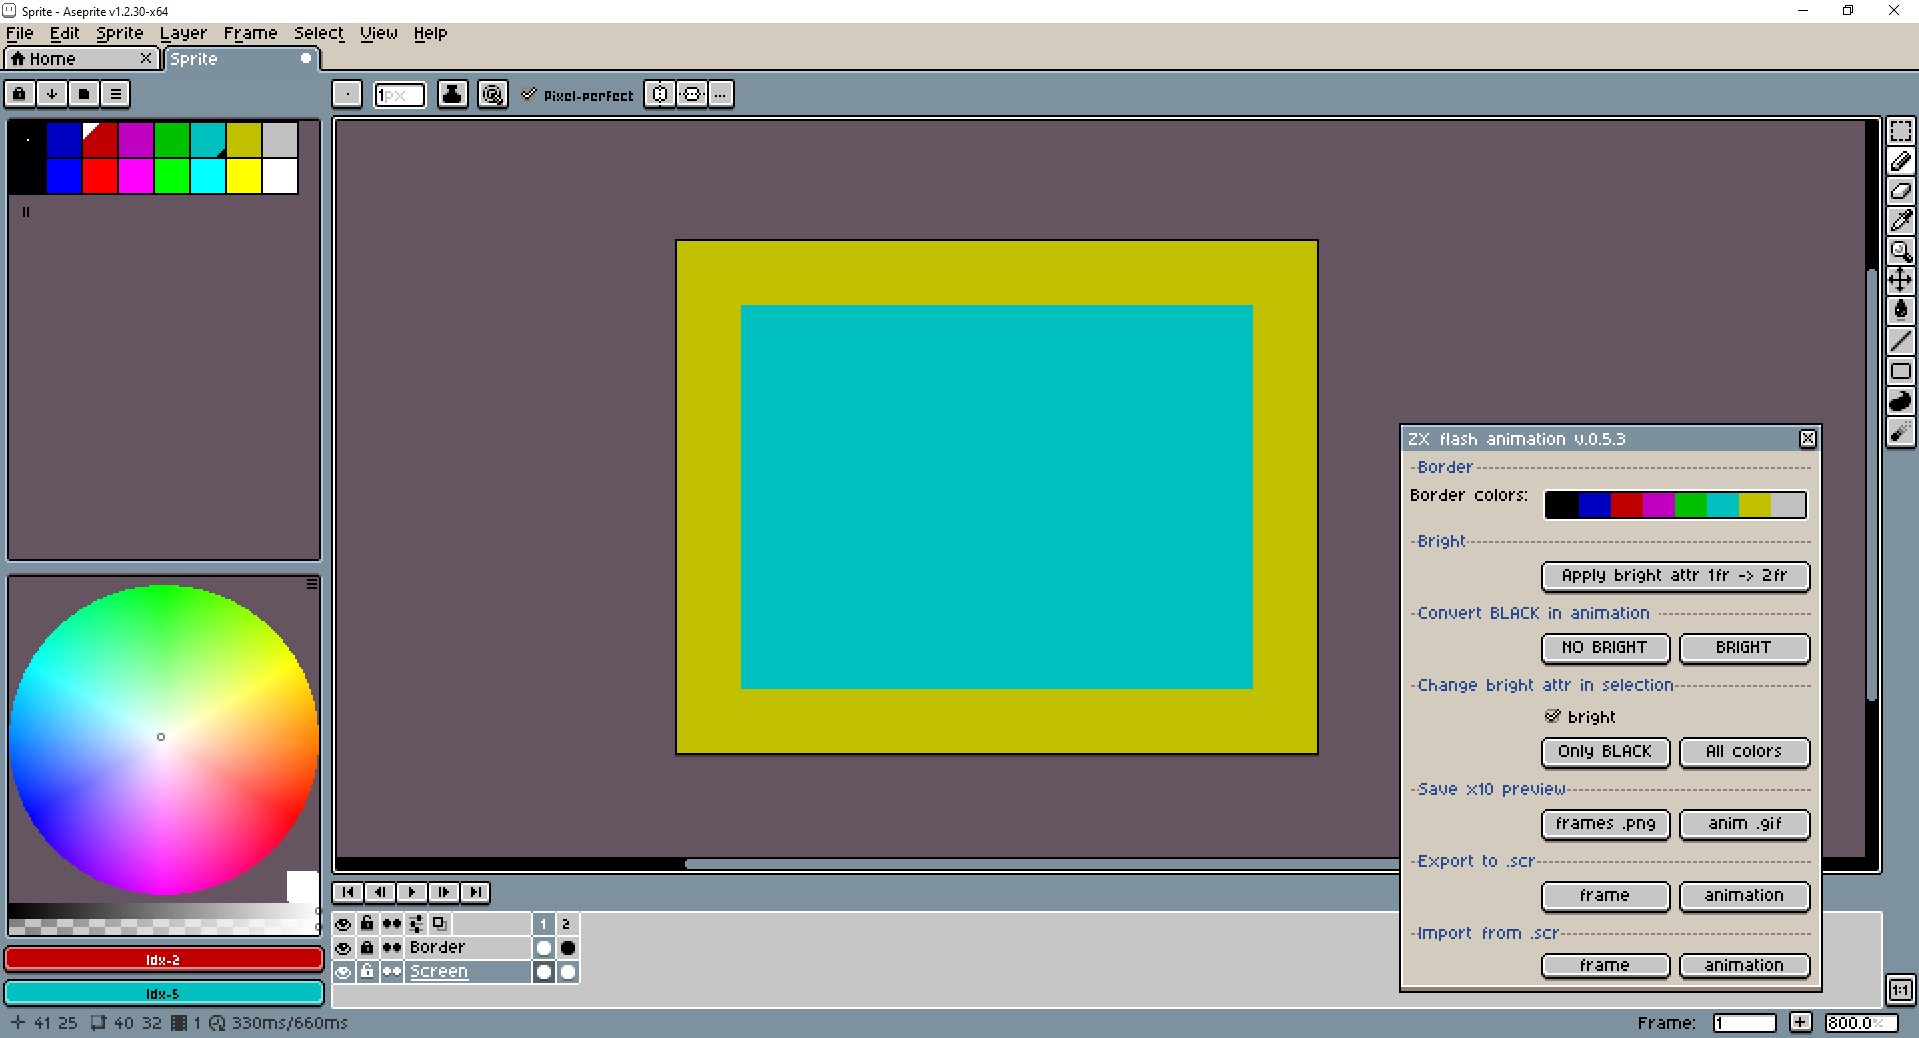 Sprite - Aseprite v1.2.30-x64
File Edit Sprite Layer Frame Select View Help
Home
Sprite
1px
Pixel-perfect
...
ZX flash animation v.0.5.3
Border
Border colors:
Bright
Apply bright attr 1fr -> 2fr
Convert BLACK in animation
NO BRIGHT BRIGHT
Change bright attr in selection
bright
Only BLACK All colors
Save x10 preview
frames .png anim .gif
Export to .scr
frame animation
Import from .scr
frame animation
1 2
Border
Screen
Idx-2
Idx-5
41 25 40 32 1 330ms/660ms
Frame: 1 + 800.0%
1:1